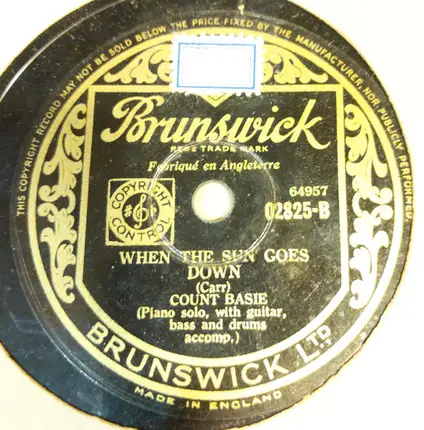 THIS COPYRIGHT RECORD MAY NOT BE SOLD BELOW THE PRICE FIXED BY THE MANUFACTURER, NOR PUBLICLY PERFORMED
Brunswick
REGD TRADE MARK
Fabriqué en Angleterre
COPYRIGHT
CONTROL
64957
02825-B
WHEN THE SUN GOES
DOWN
(Carr)
COUNT BASIE
(Piano solo, with guitar,
bass and drums
accomp.)
BRUNSWICK LTD
MADE IN ENGLAND